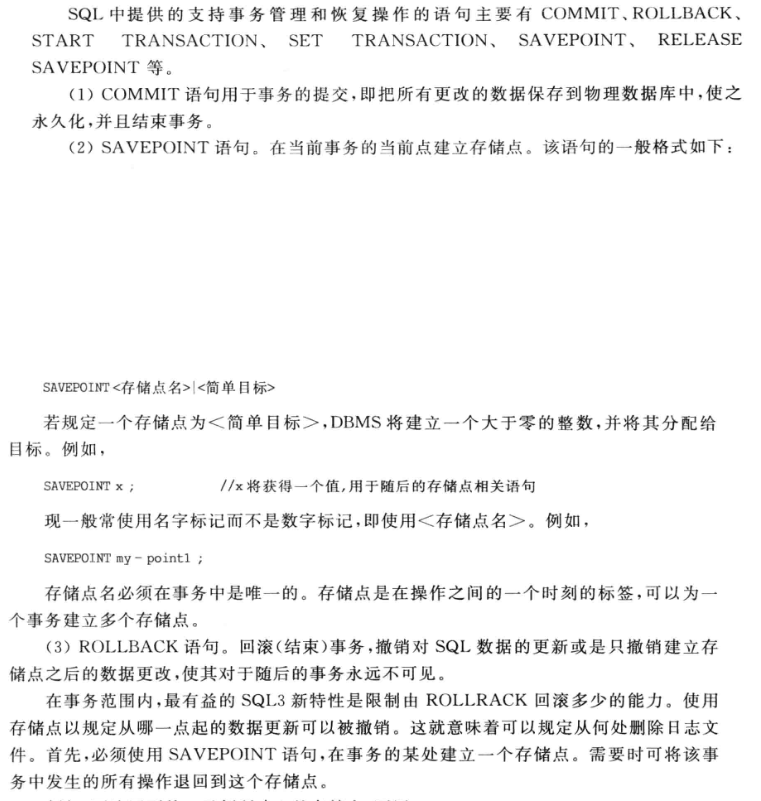 SQL 中提供的支持事务管理和恢复操作的语句主要有 COMMIT、ROLLBACK、
START TRANSACTION、 SET TRANSACTION、 SAVEPOINT、 RELEASE
SAVEPOINT 等。
(1) COMMIT 语句用于事务的提交,即把所有更改的数据保存到物理数据库中,使之
永久化,并且结束事务。
(2) SAVEPOINT 语句。在当前事务的当前点建立存储点。该语句的一般格式如下:
SAVEPOINT <存储点名>|<简单目标>
若规定一个存储点为<简单目标>,DBMS 将建立一个大于零的整数,并将其分配给
目标。例如,
SAVEPOINT x ; //x 将获得一个值,用于随后的存储点相关语句
现一般常使用名字标记而不是数字标记,即使用<存储点名>。例如,
SAVEPOINT my-point1 ;
存储点名必须在事务中是唯一的。存储点是在操作之间的一个时刻的标签,可以为一
个事务建立多个存储点。
(3) ROLLBACK 语句。回滚(结束)事务,撤销对 SQL 数据的更新或是只撤销建立存
储点之后的数据更改,使其对于随后的事务永远不可见。
在事务范围内,最有益的 SQL3 新特性是限制由 ROLLRACK 回滚多少的能力。使用
存储点以规定从哪一点起的数据更新可以被撤销。这就意味着可以规定从何处删除日志文
件。首先,必须使用 SAVEPOINT 语句,在事务的某处建立一个存储点。需要时可将该事
务中发生的所有操作退回到这个存储点。